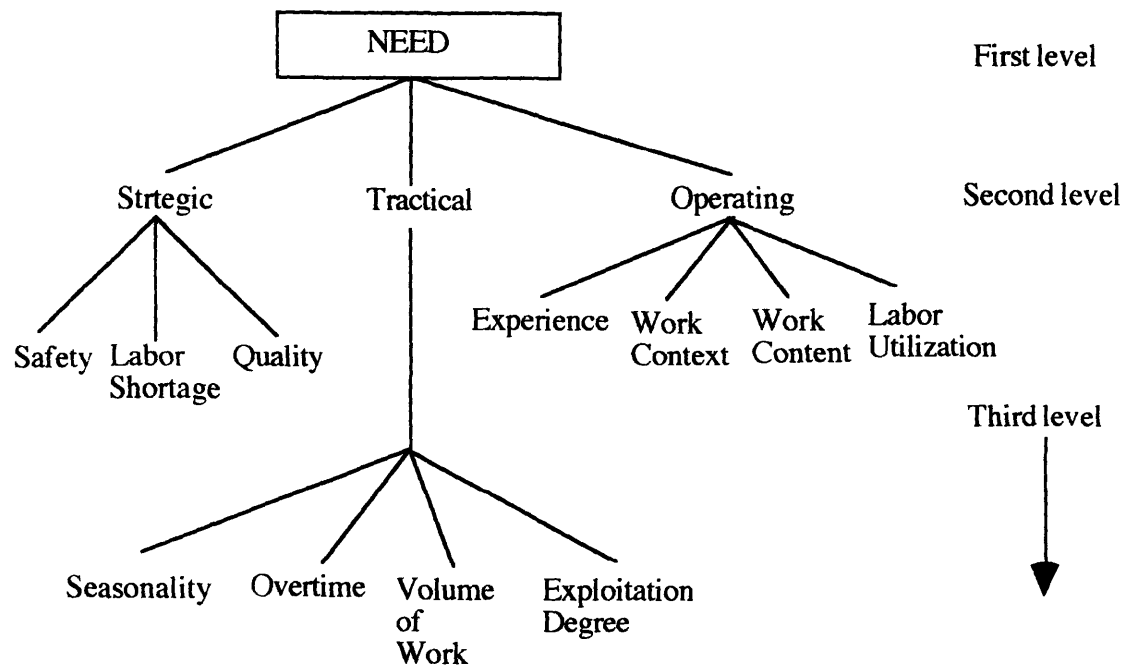 NEED
First level
Strtegic
Tractical
Operating
Second level
Safety
Labor
Shortage
Quality
Experience
Work
Context
Work
Content
Labor
Utilization
Third level
Seasonality
Overtime
Volume
of
Work
Exploitation
Degree